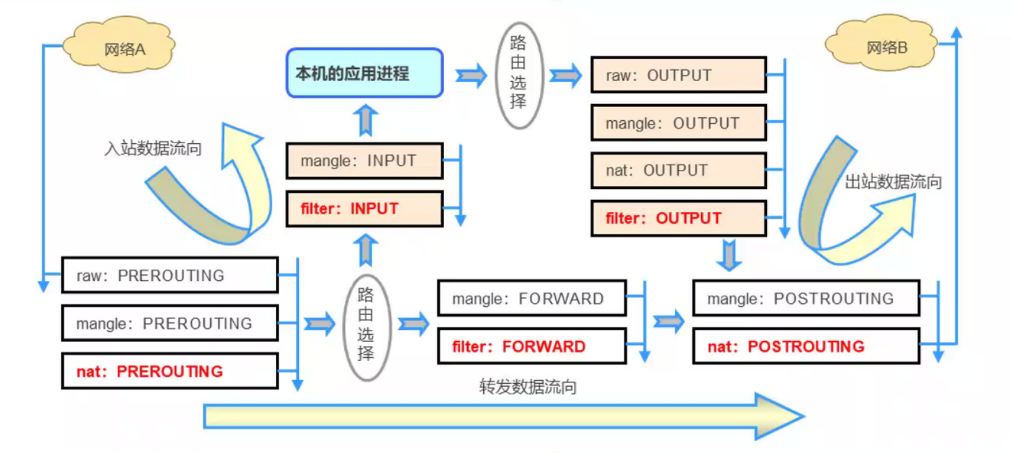 网络A
网络B
本机的应用进程
路由选择
raw：OUTPUT
mangle：OUTPUT
nat：OUTPUT
filter：OUTPUT
入站数据流向
mangle：INPUT
filter：INPUT
出站数据流向
raw：PREROUTING
mangle：PREROUTING
nat：PREROUTING
路由选择
mangle：FORWARD
filter：FORWARD
mangle：POSTROUTING
nat：POSTROUTING
转发数据流向